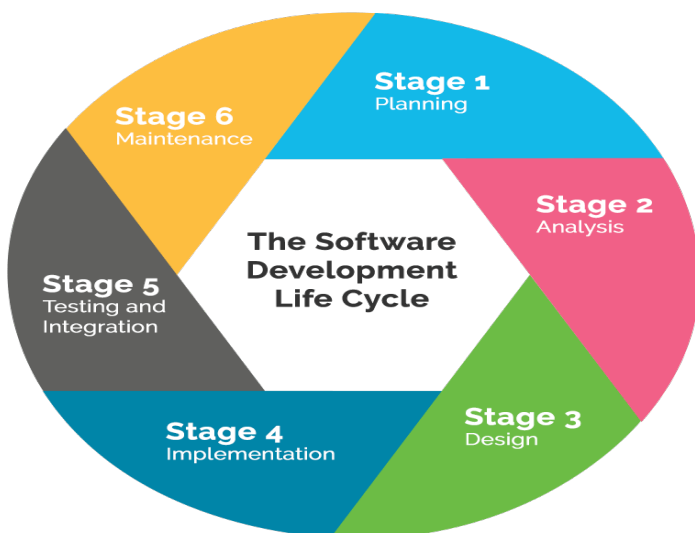 Stage 1
Planning
Stage 2
Analysis
Stage 3
Design
Stage 4
Implementation
Stage 5
Testing and
Integration
Stage 6
Maintenance
The Software
Development
Life Cycle